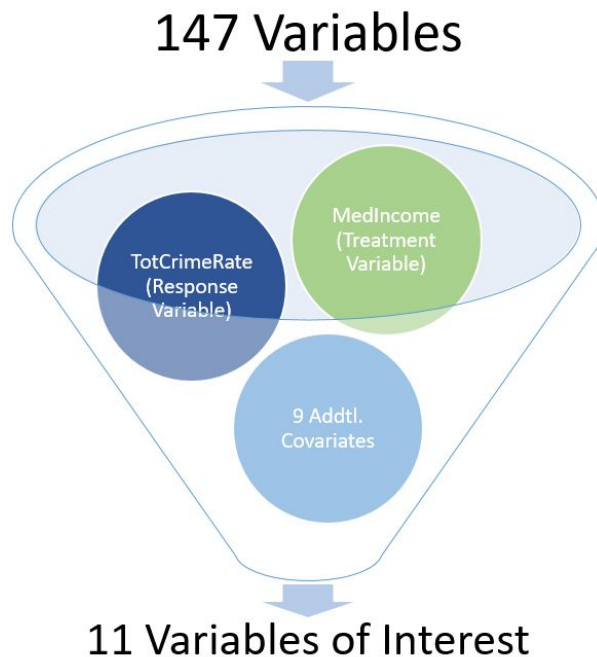 147 Variables
MedIncome
(Treatment
Variable)
TotCrimeRate
(Response
Variable)
9 Addtl.
Covariates
11 Variables of Interest